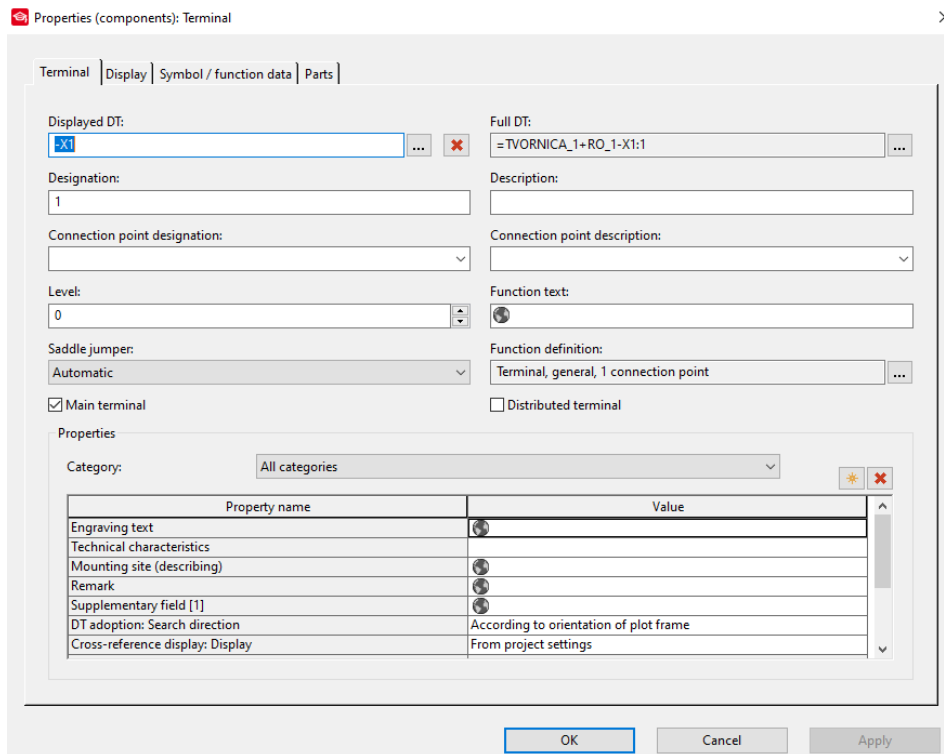 Properties (components): Terminal
Terminal Display Symbol / function data Parts
Displayed DT: Full DT:
-X1 ... =TVORNICA_1+RO_1-X1:1 ...
Designation: Description:
1
Connection point designation: Connection point description:
Level: Function text:
0
Saddle jumper: Function definition:
Automatic Terminal, general, 1 connection point ...
Main terminal Distributed terminal
Properties
Category: All categories
Property name Value
Engraving text
Technical characteristics
Mounting site (describing)
Remark
Supplementary field [1]
DT adoption: Search direction According to orientation of plot frame
Cross-reference display: Display From project settings
OK Cancel Apply